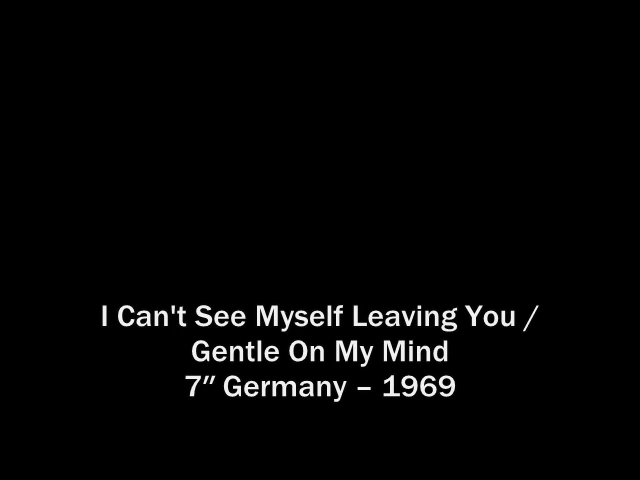 I Can't See Myself Leaving You /
Gentle On My Mind
7″ Germany – 1969